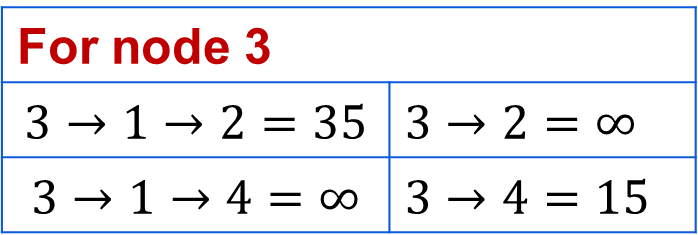 For node 3
3 → 1 → 2 = 35 3 → 2 = ∞
3 → 1 → 4 = ∞ 3 → 4 = 15